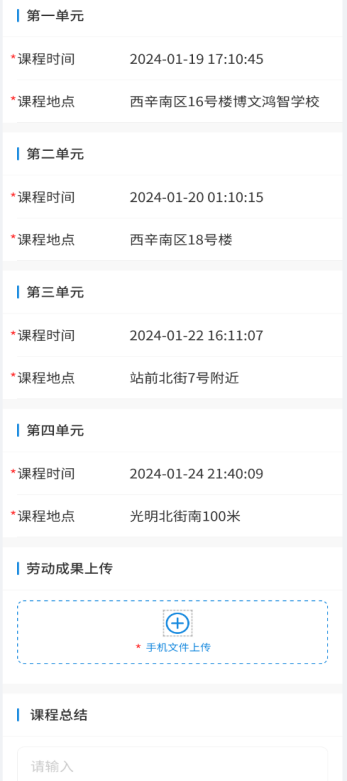 第一单元
*课程时间 2024-01-19 17:10:45
*课程地点 西辛南区16号楼博文鸿智学校
第二单元
*课程时间 2024-01-20 01:10:15
*课程地点 西辛南区18号楼
第三单元
*课程时间 2024-01-22 16:11:07
*课程地点 站前北街7号附近
第四单元
*课程时间 2024-01-24 21:40:09
*课程地点 光明北街南100米
劳动成果上传
* 手机文件上传
课程总结
请输入